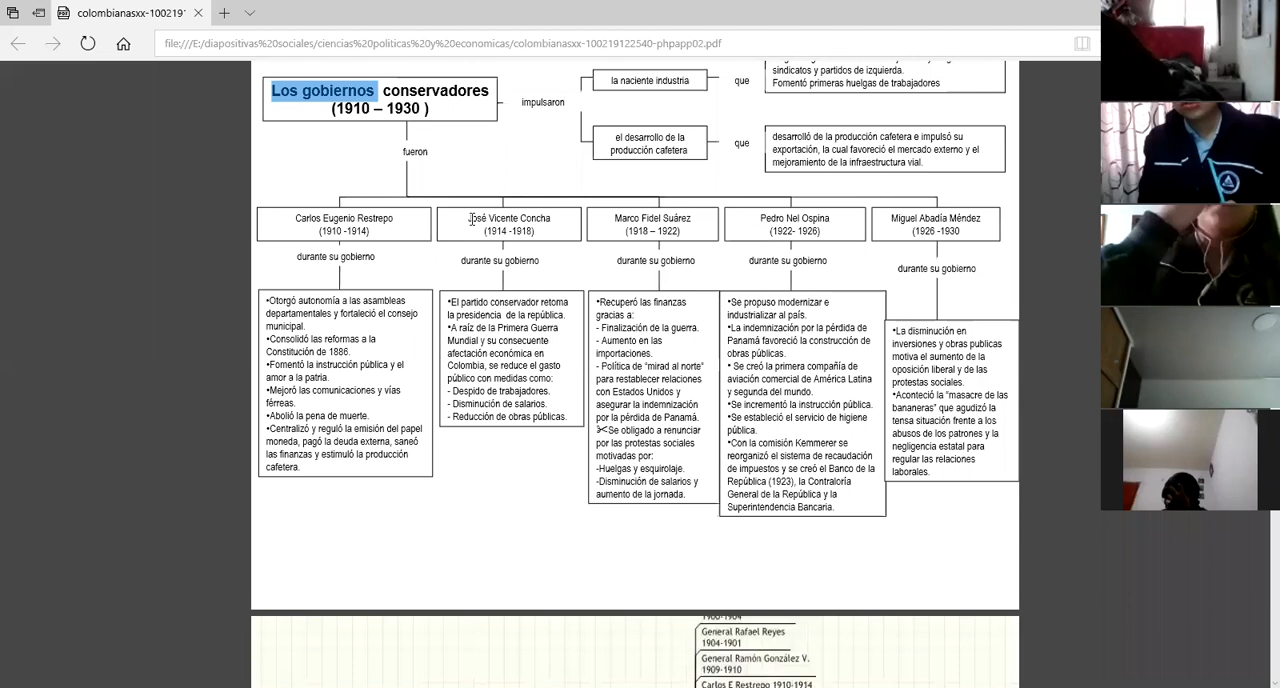 colombianasxx-100219'
file:///E:/diapositivas%20sociales/ciencias%20politicas%20y%20economicas/colombianasxx-100219122540-phpapp02.pdf
Los gobiernos conservadores
(1910 – 1930 )
impulsaron
la naciente industria
que
sindicatos y partidos de izquierda.
Fomentó primeras huelgas de trabajadores
el desarrollo de la
producción cafetera
que
desarrolló de la producción cafetera e impulsó su
exportación, la cual favoreció el mercado externo y el
mejoramiento de la infraestructura vial.
fueron
Carlos Eugenio Restrepo
(1910 -1914)
durante su gobierno
•Otorgó autonomía a las asambleas
departamentales y fortaleció el consejo
municipal.
•Consolidó las reformas a la
Constitución de 1886.
•Fomentó la instrucción pública y el
amor a la patria.
•Mejoró las comunicaciones y vías
férreas.
•Abolió la pena de muerte.
•Centralizó y reguló la emisión del papel
moneda, pagó la deuda externa, saneó
las finanzas y estimuló la producción
cafetera.
José Vicente Concha
(1914 -1918)
durante su gobierno
•El partido conservador retoma
la presidencia de la república.
•A raíz de la Primera Guerra
Mundial y su consecuente
afectación económica en
Colombia, se reduce el gasto
público con medidas como:
- Despido de trabajadores.
- Disminución de salarios.
- Reducción de obras públicas.
Marco Fidel Suárez
(1918 – 1922)
durante su gobierno
•Recuperó las finanzas
gracias a:
- Finalización de la guerra.
- Aumento en las
importaciones.
- Política de “mirad al norte”
para restablecer relaciones
con Estados Unidos y
asegurar la indemnización
por la pérdida de Panamá.
✂Se obligado a renunciar
por las protestas sociales
motivadas por:
-Huelgas y esquirolaje.
-Disminución de salarios y
aumento de la jornada.
Pedro Nel Ospina
(1922- 1926)
durante su gobierno
•Se propuso modernizar e
industrializar al país.
•La indemnización por la pérdida de
Panamá favoreció la construcción de
obras públicas.
• Se creó la primera compañía de
aviación comercial de América Latina
y segunda del mundo.
•Se incrementó la instrucción pública.
•Se estableció el servicio de higiene
pública.
•Con la comisión Kemmerer se
reorganizó el sistema de recaudación
de impuestos y se creó el Banco de la
República (1923), la Contraloría
General de la República y la
Superintendencia Bancaria.
Miguel Abadía Méndez
(1926 -1930
durante su gobierno
•La disminución en
inversiones y obras publicas
motiva el aumento de la
oposición liberal y de las
protestas sociales.
•Aconteció la “masacre de las
bananeras” que agudizó la
tensa situación frente a los
abusos de los patrones y la
negligencia estatal para
regular las relaciones
laborales.
General Rafael Reyes
1904-1901
General Ramón González V.
1909-1910
Carlos E Restrepo 1910-1914